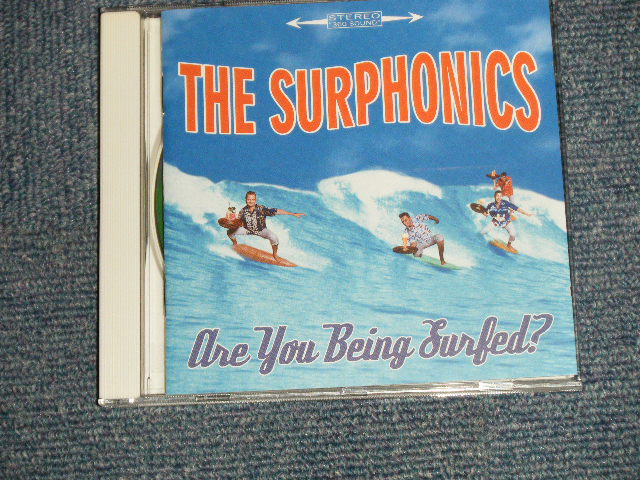 STEREO
360 SOUND
THE SURPHONICS
Are You Being Surfed?